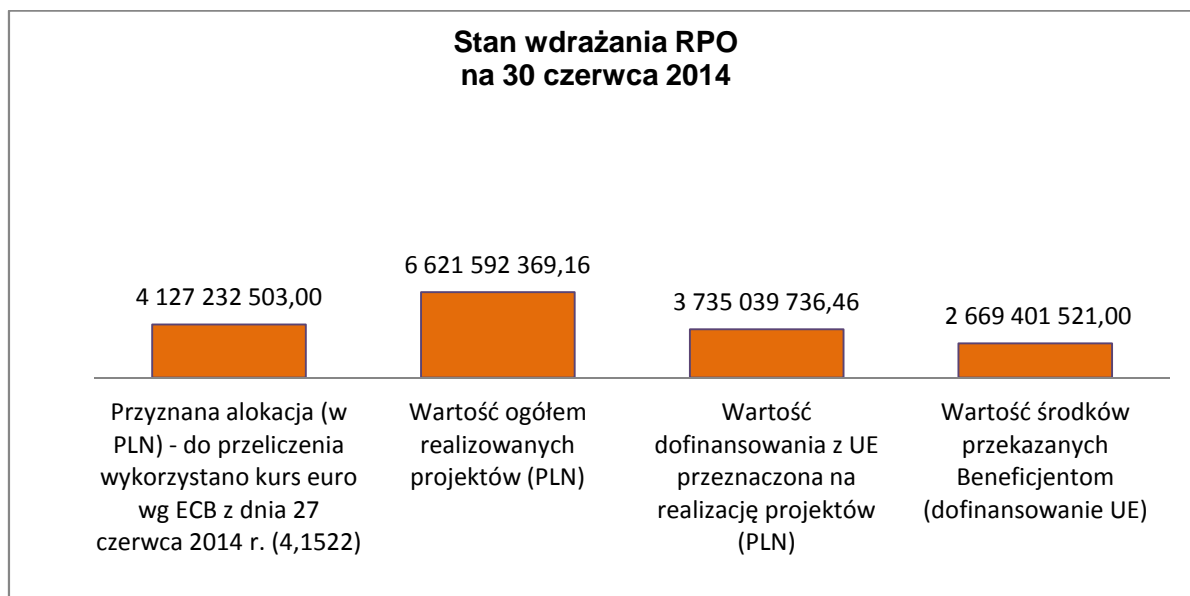 Stan wdrażania RPO
na 30 czerwca 2014
4 127 232 503,00
6 621 592 369,16
3 735 039 736,46
2 669 401 521,00
Przyznana alokacja (w
PLN) - do przeliczenia
wykorzystano kurs euro
wg ECB z dnia 27
czerwca 2014 r. (4,1522)
Wartość ogółem
realizowanych
projektów (PLN)
Wartość
dofinansowania z UE
przeznaczona na
realizację projektów
(PLN)
Wartość środków
przekazanych
Beneficjentom
(dofinansowanie UE)